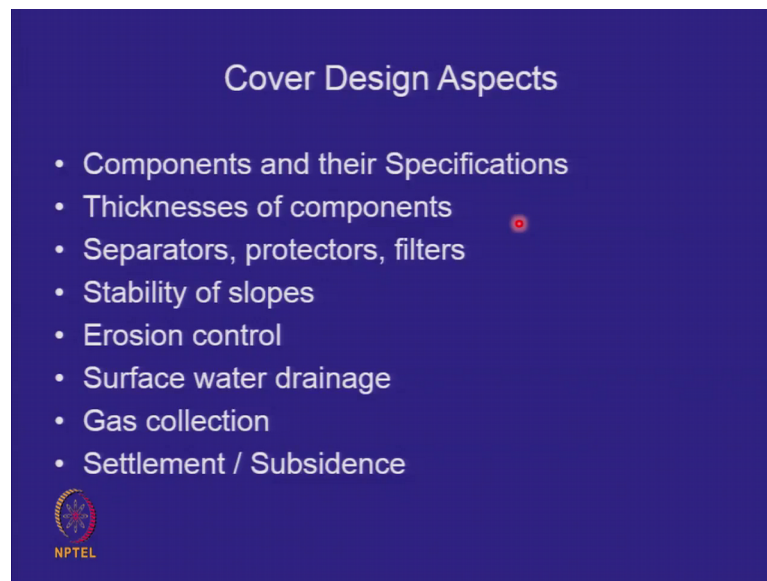 Cover Design Aspects
• Components and their Specifications
• Thicknesses of components
• Separators, protectors, filters
• Stability of slopes
• Erosion control
• Surface water drainage
• Gas collection
• Settlement / Subsidence
NPTEL